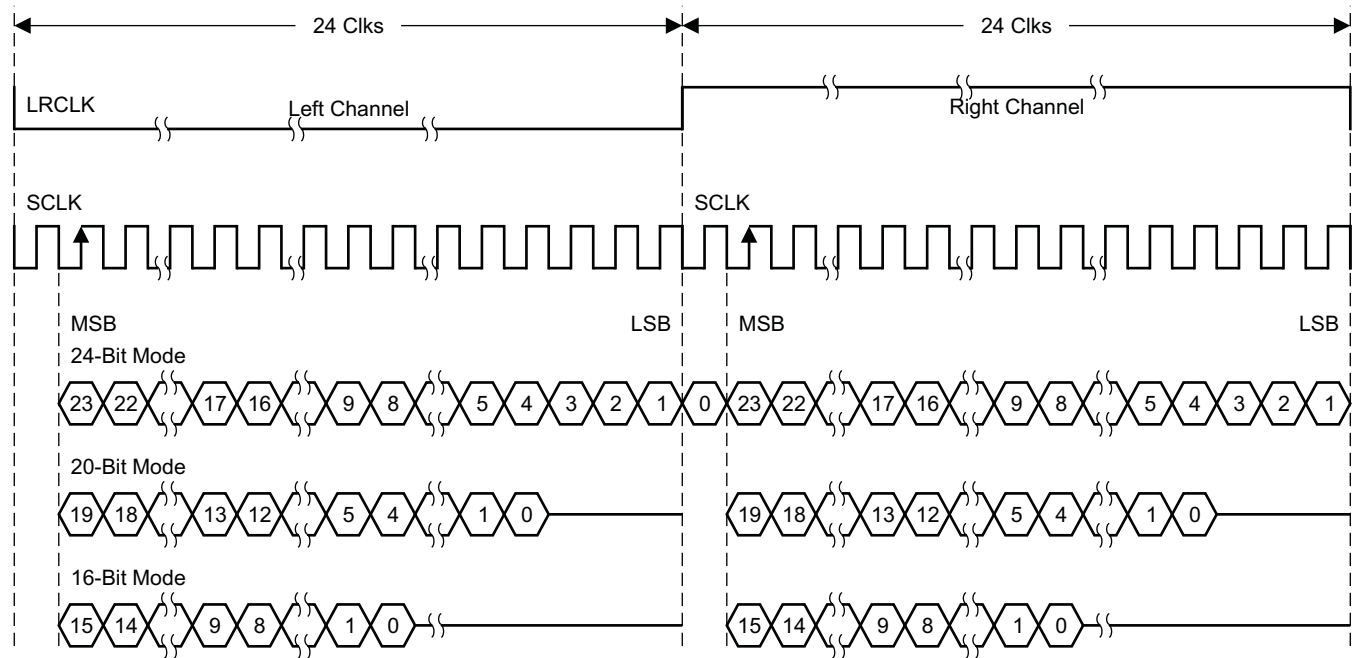 24 Clks 24 Clks
LRCLK Left Channel Right Channel
SCLK SCLK
MSB LSB MSB LSB
24-Bit Mode
23 22 17 16 9 8 5 4 3 2 1 0 23 22 17 16 9 8 5 4 3 2 1
20-Bit Mode
19 18 13 12 5 4 1 0 19 18 13 12 5 4 1 0
16-Bit Mode
15 14 9 8 1 0 15 14 9 8 1 0